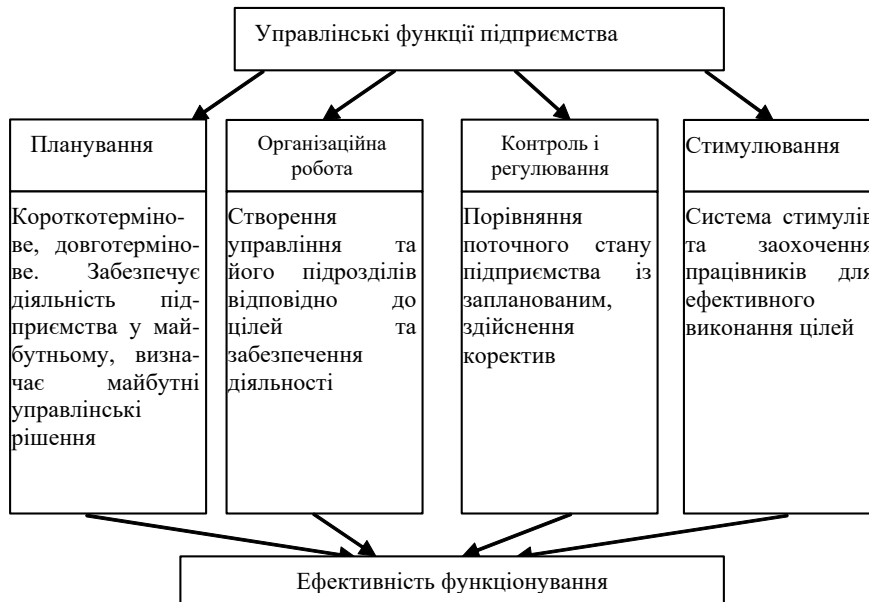 Управлінські функції підприємства
Планування
Короткотерміно-
ве, довготерміно-
ве. Забезпечує
діяльність під-
приємства у май-
бутньому, визна-
чає майбутні
управлінські
рішення
Організаційна
робота
Створення
управління та
його підрозділів
відповідно до
цілей та
забезпечення
діяльності
Контроль і
регулювання
Порівняння
поточного стану
підприємства із
запланованим,
здійснення
коректив
Стимулювання
Система стимулів
та заохочення
працівників для
ефективного
виконання цілей
Ефективність функціонування